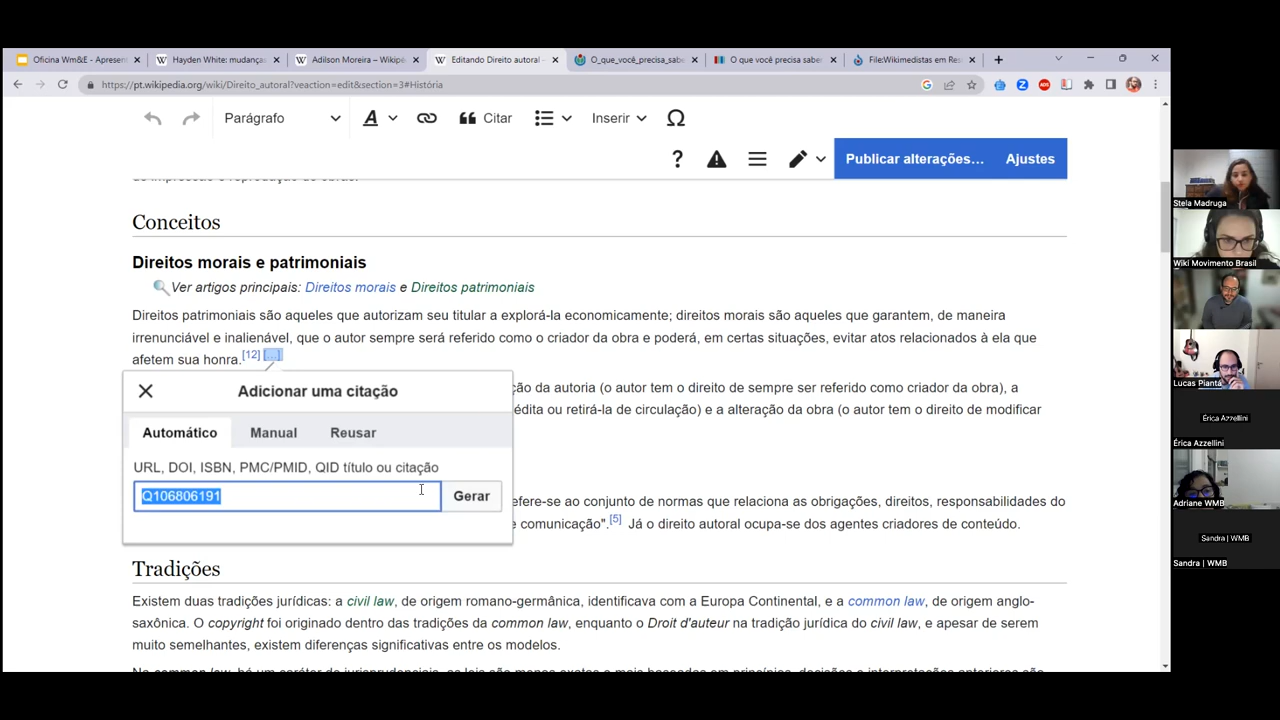 Oficina Wm&E - Apresen
Hayden White: mudança
Adilson Moreira – Wikipé
Editando Direito autoral -
O_que_você_precisa_sabe
O que você precisa saber
File:Wikimedistas em Res
https://pt.wikipedia.org/wiki/Direito_autoral?veaction=edit&section=3#História
Parágrafo
A
Citar
Inserir
Ω
?
Publicar alterações…
Ajustes
de impressão e reprodução de obras.
Conceitos
Direitos morais e patrimoniais
Ver artigos principais: Direitos morais e Direitos patrimoniais
Direitos patrimoniais são aqueles que autorizam seu titular a explorá-la economicamente; direitos morais são aqueles que garantem, de maneira
irrenunciável e inalienável, que o autor sempre será referido como o criador da obra e poderá, em certas situações, evitar atos relacionados à ela que
afetem sua honra.[12] [...]
ção da autoria (o autor tem o direito de sempre ser referido como criador da obra), a
édita ou retirá-la de circulação) e a alteração da obra (o autor tem o direito de modificar
Adicionar uma citação
Automático
Manual
Reusar
URL, DOI, ISBN, PMC/PMID, QID título ou citação
Q106806191
Gerar
efere-se ao conjunto de normas que relaciona as obrigações, direitos, responsabilidades do
e comunicação".[5] Já o direito autoral ocupa-se dos agentes criadores de conteúdo.
Tradições
Existem duas tradições jurídicas: a civil law, de origem romano-germânica, identificava com a Europa Continental, e a common law, de origem anglo-
saxônica. O copyright foi originado dentro das tradições da common law, enquanto o Droit d'auteur na tradição jurídica do civil law, e apesar de serem
muito semelhantes, existem diferenças significativas entre os modelos.
Stela Madruga
Wiki Movimento Brasil
Lucas Piantá
Érica Azzellini
Érica Azzellini
Adriane WMB
Sandra | WMB
Sandra | WMB